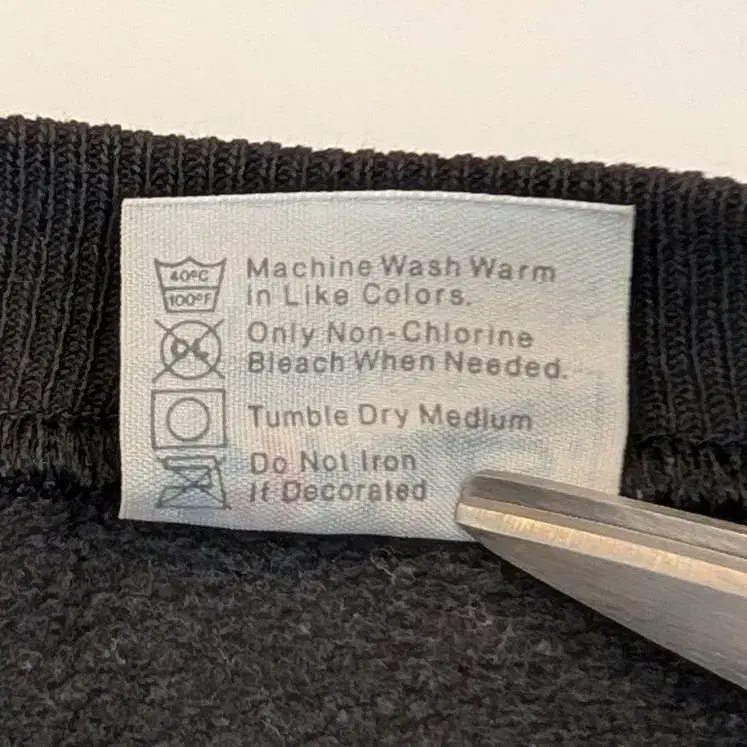 40°C
100°F
Machine Wash Warm
in Like Colors.
CL
Only Non-Chlorine
Bleach When Needed.
Tumble Dry Medium
Do Not Iron
If Decorated